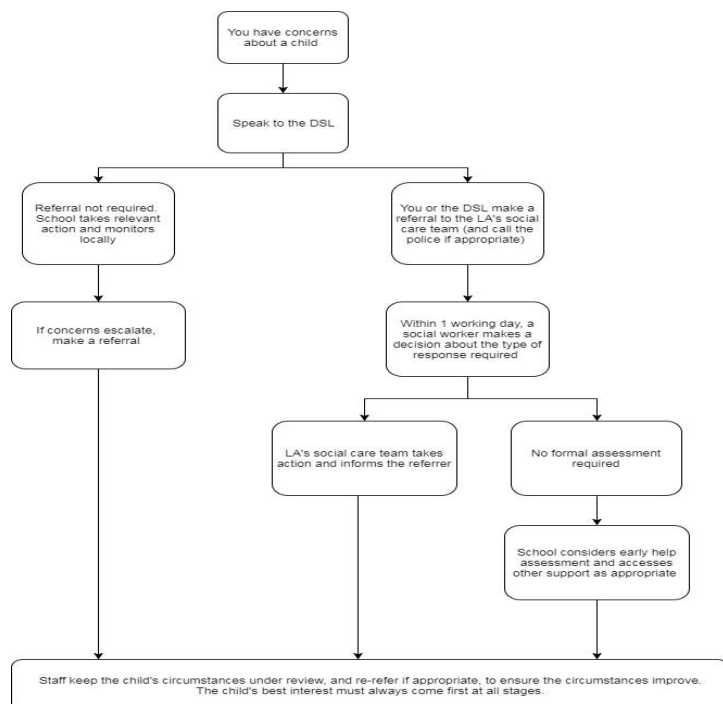 You have concerns
about a child
Speak to the DSL
Referral not required.
School takes relevant
action and monitors
locally
You or the DSL make a
referral to the LA's social
care team (and call the
police if appropriate)
If concerns escalate,
make a referral
Within 1 working day, a
social worker makes a
decision about the type of
response required
LA's social care team takes
action and informs the referrer
No formal assessment
required
School considers early help
assessment and accesses
other support as appropriate
Staff keep the child's circumstances under review, and re-refer if appropriate, to ensure the circumstances improve.
The child's best interest must always come first at all stages.